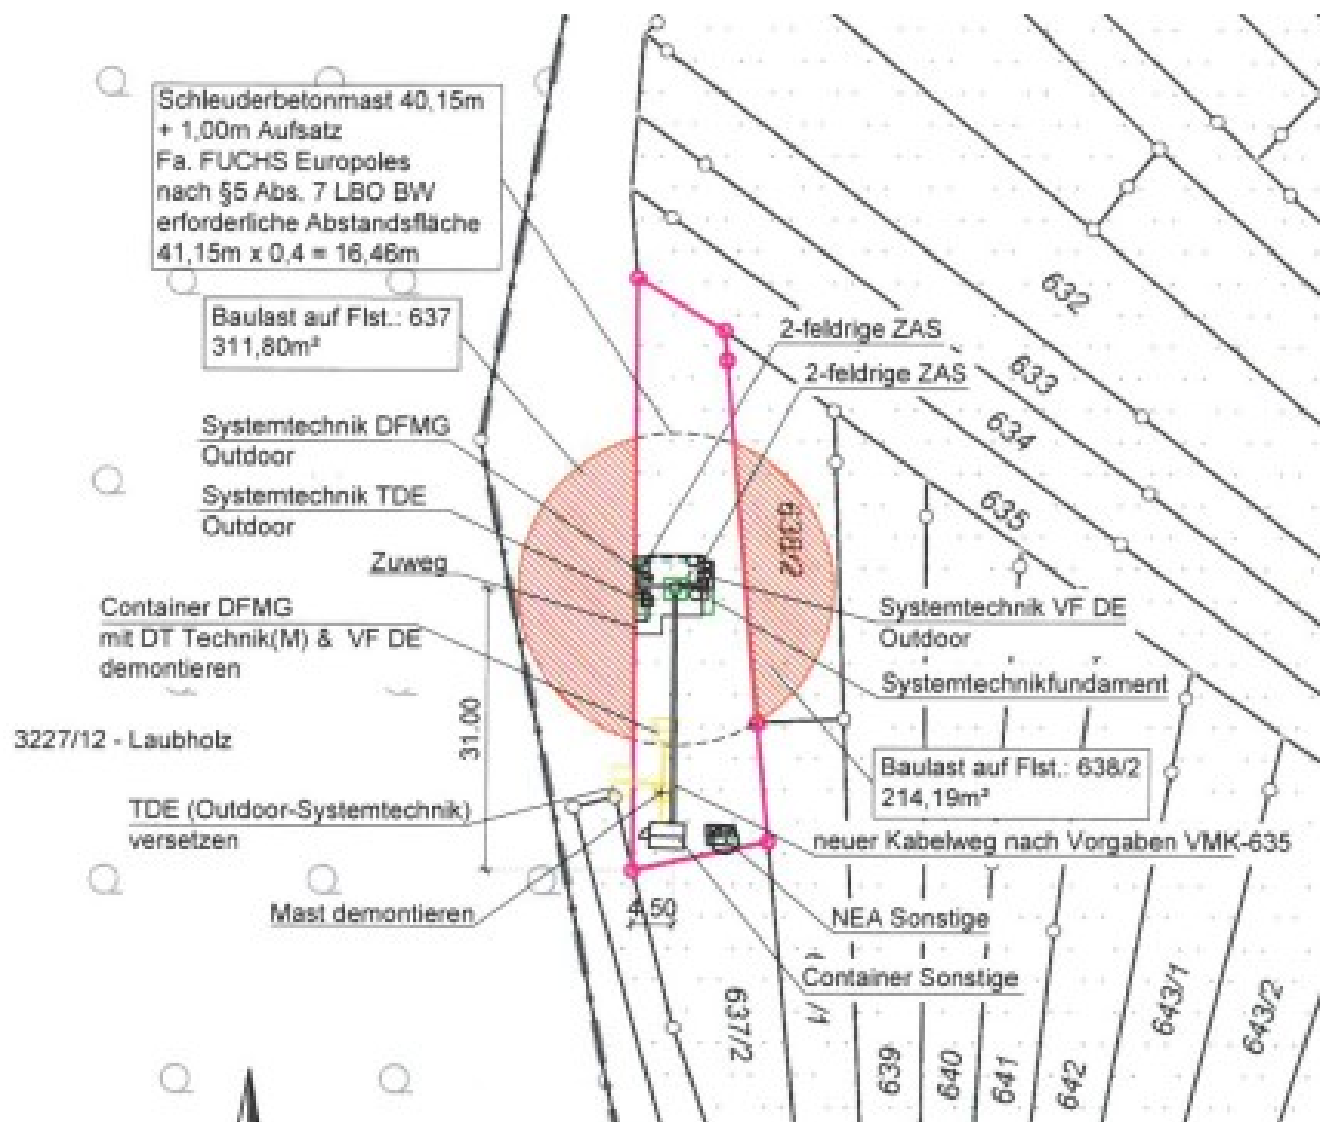 Schleuderbetonmast 40,15m
+ 1,00m Aufsatz
Fa. FUCHS Europoles
nach §5 Abs. 7 LBO BW
erforderliche Abstandsfläche
41,15m x 0,4 = 16,46m
Baulast auf Flst.: 637
311,80m²
2-feldrige ZAS
2-feldrige ZAS
632
633
634
635
Systemtechnik DFMG
Outdoor
Systemtechnik TDE
Outdoor
Zuweg
638/2
Container DFMG
mit DT Technik(M) & VF DE
demontieren
Systemtechnik VF DE
Outdoor
Systemtechnikfundament
31.00
3227/12 - Laubholz
Baulast auf Flst.: 638/2
214,19m²
TDE (Outdoor-Systemtechnik)
versetzen
neuer Kabelweg nach Vorgaben VMK-635
Mast demontieren
4.50
NEA Sonstige
Container Sonstige
637/2
/1
639
640
641
642
643/1
643/2